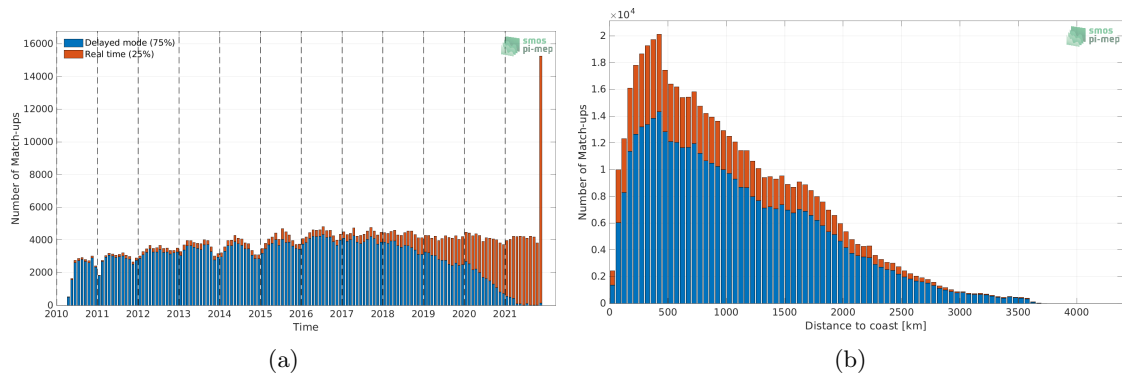 16000
14000
12000
10000
8000
6000
4000
2000
0
Number of Match-ups
Delayed mode (75%)
Real time (25%)
smos
pi-mep
2010 2011 2012 2013 2014 2015 2016 2017 2018 2019 2020 2021
Time
(a)
×10⁴
2
1.8
1.6
1.4
1.2
1
0.8
0.6
0.4
0.2
0
Number of Match-ups
smos
pi-mep
0 500 1000 1500 2000 2500 3000 3500 4000
Distance to coast [km]
(b)